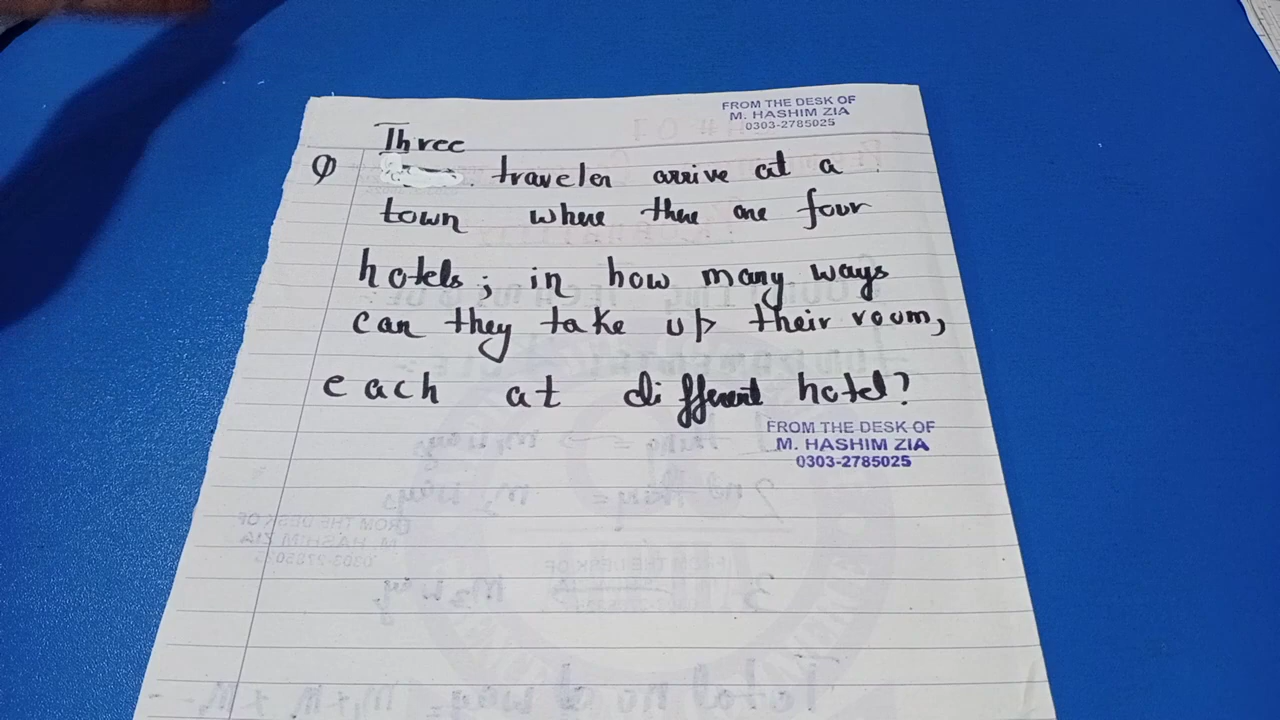 FROM THE DESK OF
M. HASHIM ZIA
0303-2785025
Three
Q traveler arrive at a
town where there are four
hotels; in how many ways
can they take up their room,
each at different hotel?
FROM THE DESK OF
M. HASHIM ZIA
0303-2785025